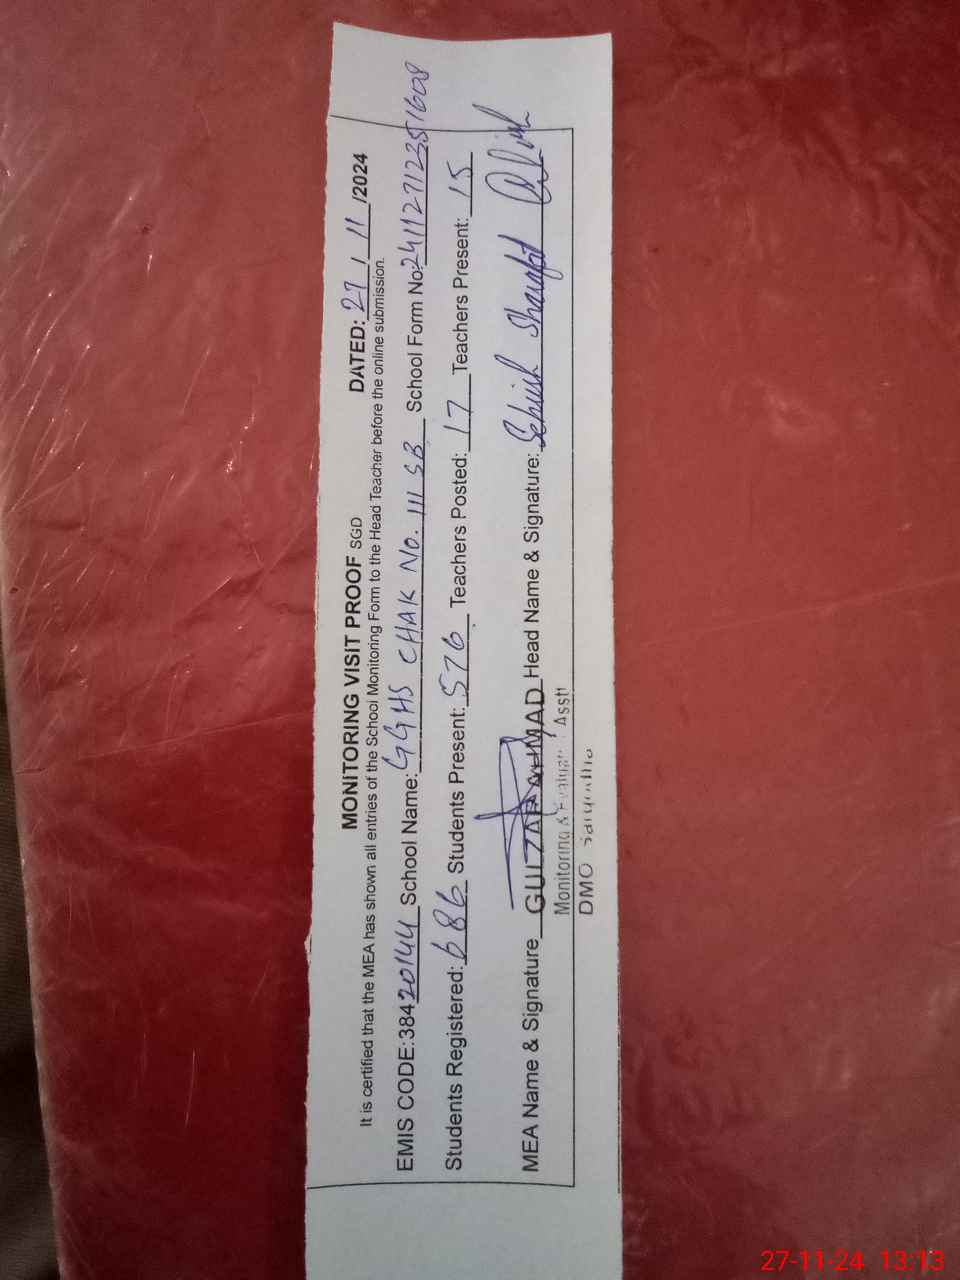 MONITORING VISIT PROOF SGD DATED: 27/11/2024
It is certified that the MEA has shown all entries of the School Monitoring Form to the Head Teacher before the online submission.
EMIS CODE:38420144 School Name: GGHS CHAK NO. 111 SB School Form No:2411271235 1608
Students Registered: 686 Students Present: 576 Teachers Posted: 17 Teachers Present: 15
MEA Name & Signature GULZAR AHMAD Head Name & Signature: Sehrish
Monitoring & Evaluation Asstt
DMO Sargodha
27-11-24 13:13